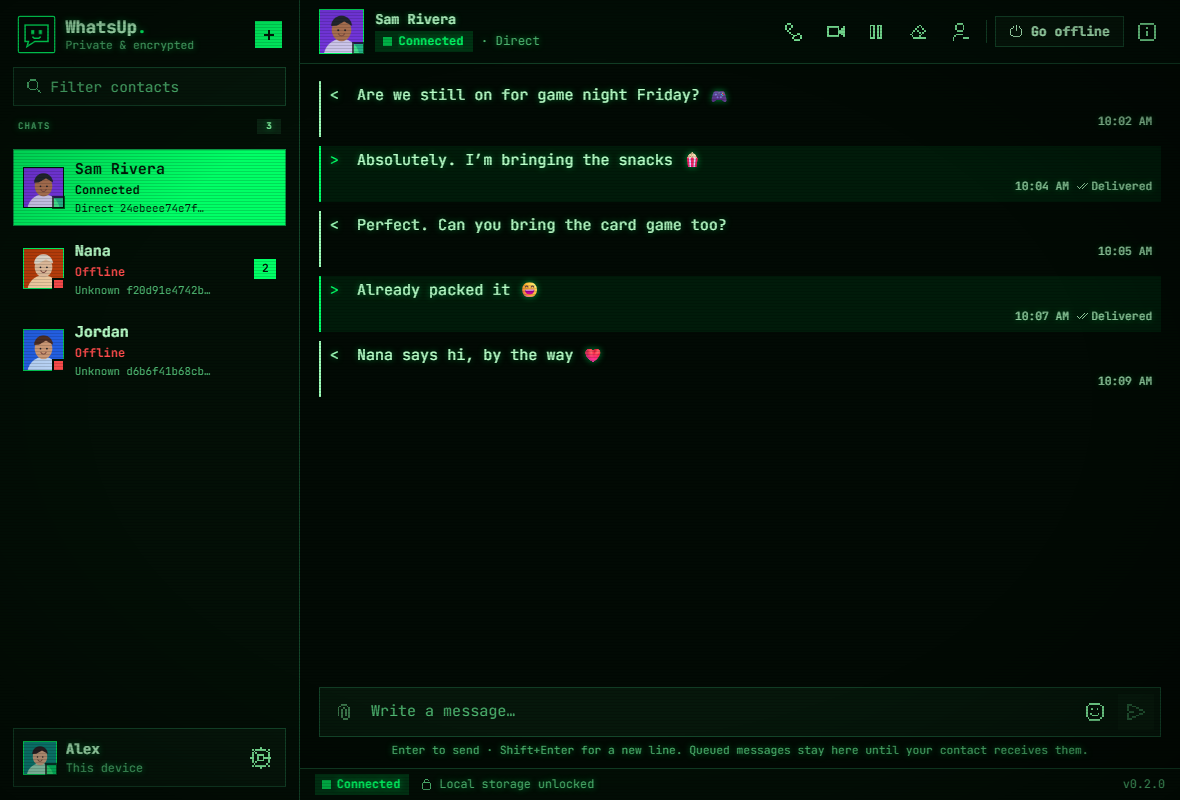 WhatsUp.
Private & encrypted
+
Filter contacts
CHATS
3
Sam Rivera
Connected
Direct 24ebeee74e7f…
Nana
Offline
Unknown f20d91e4742b…
2
Jordan
Offline
Unknown d6b6f41b68cb…
Alex
This device
Sam Rivera
Connected · Direct
Go offline
< Are we still on for game night Friday? 🎮
10:02 AM
> Absolutely. I’m bringing the snacks 🍿
10:04 AM Delivered
< Perfect. Can you bring the card game too?
10:05 AM
> Already packed it 😄
10:07 AM Delivered
< Nana says hi, by the way ❤️
10:09 AM
Write a message…
Enter to send · Shift+Enter for a new line. Queued messages stay here until your contact receives them.
Connected
Local storage unlocked
v0.2.0